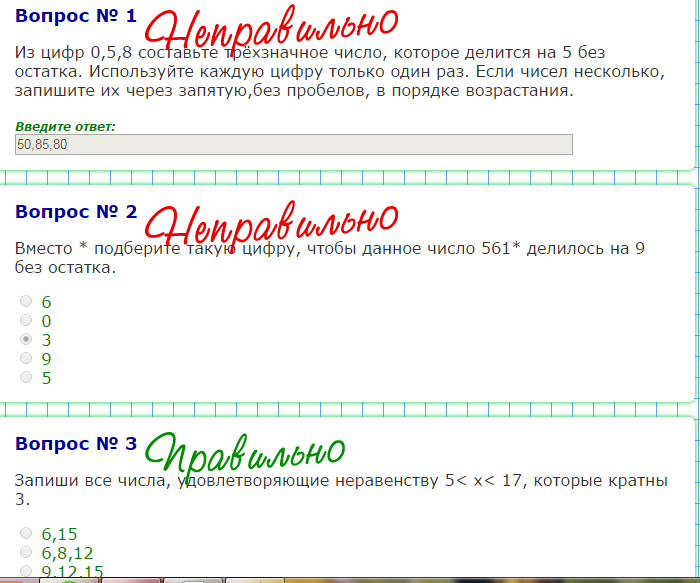 Вопрос № 1 Неправильно
Из цифр 0,5,8 составьте трёхзначное число, которое делится на 5 без
остатка. Используйте каждую цифру только один раз. Если чисел несколько,
запишите их через запятую,без пробелов, в порядке возрастания.
Введите ответ:
50,85,80
Вопрос № 2 Неправильно
Вместо * подберите такую цифру, чтобы данное число 561* делилось на 9
без остатка.
6
0
3
9
5
Вопрос № 3 Правильно
Запиши все числа, удовлетворяющие неравенству 5< x< 17, которые кратны
3.
6,15
6,8,12
9,12,15